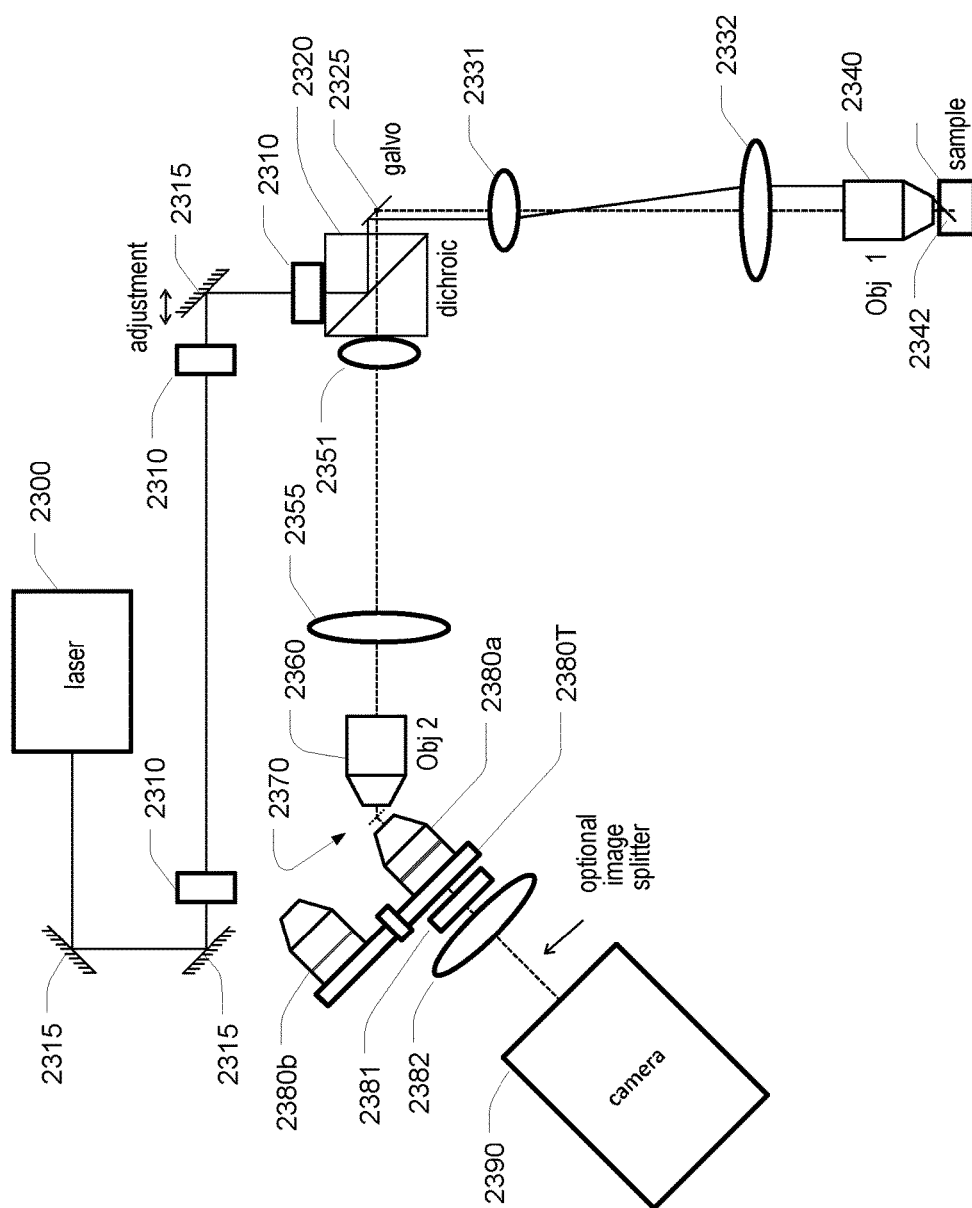 2315
2300
laser
adjustment
2310
2310
2315
2315
2380b
2370
2310
2360
2320
2351
2325
2381
2355
galvo
2382
Obj 2
dichroic
2331
2390
2380a
2380T
optional
image
splitter
camera
2332
2340
Obj 1
2342
sample